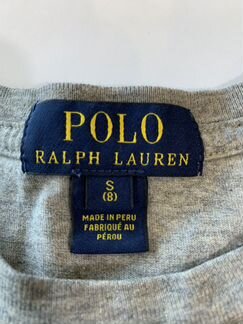 POLO
RALPH LAUREN
S
(8)
MADE IN PERU
FABRIQUÉ AU
PÉROU